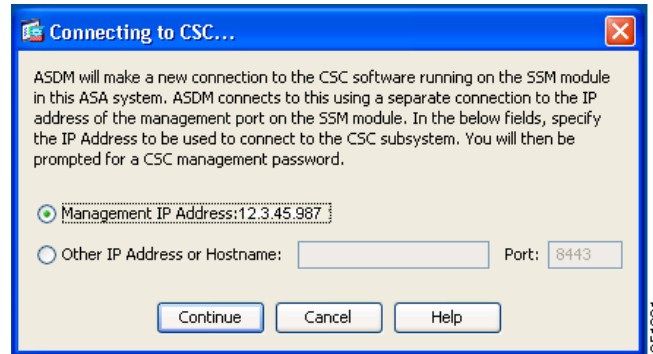 Connecting to CSC...
ASDM will make a new connection to the CSC software running on the SSM module
in this ASA system. ASDM connects to this using a separate connection to the IP
address of the management port on the SSM module. In the below fields, specify
the IP Address to be used to connect to the CSC subsystem. You will then be
prompted for a CSC management password.
Management IP Address:12.3.45.987
Other IP Address or Hostname: Port: 8443
Continue Cancel Help